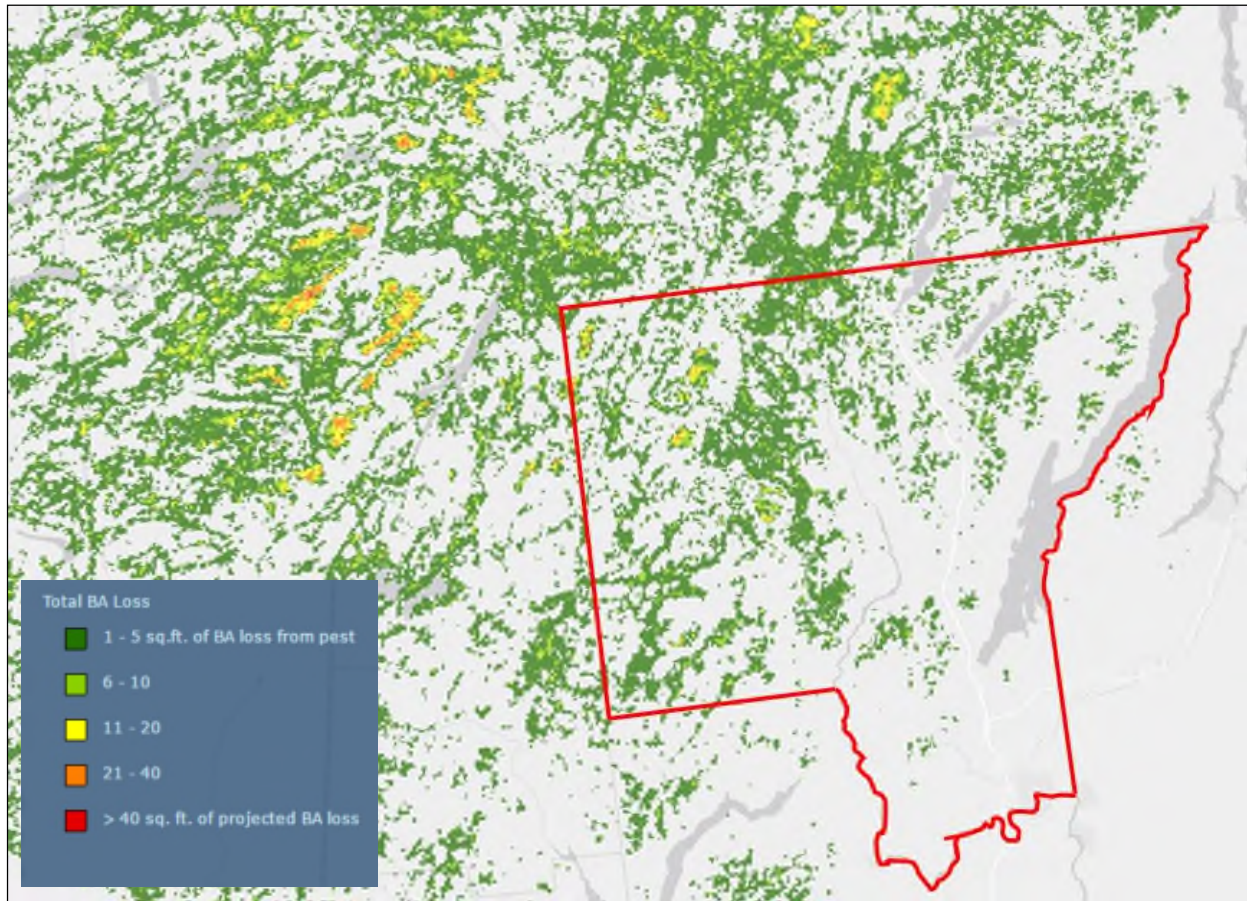 Total BA Loss
1 - 5 sq.ft. of BA loss from pest
6 - 10
11 - 20
21 - 40
> 40 sq. ft. of projected BA loss